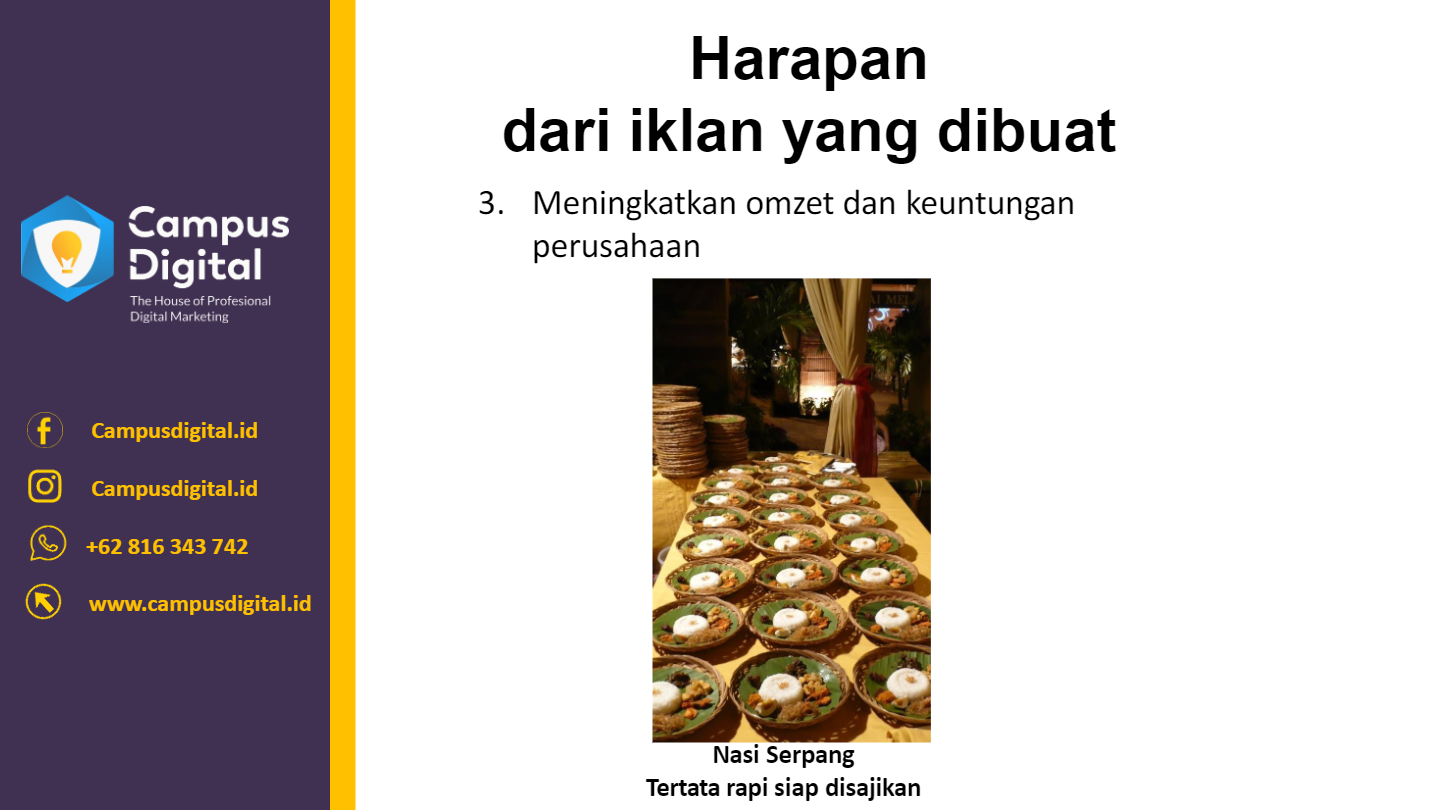 Harapan
dari iklan yang dibuat
3. Meningkatkan omzet dan keuntungan
perusahaan
Nasi Serpang
Tertata rapi siap disajikan
Campus
Digital
The House of Profesional
Digital Marketing
Campusdigital.id
Campusdigital.id
+62 816 343 742
www.campusdigital.id